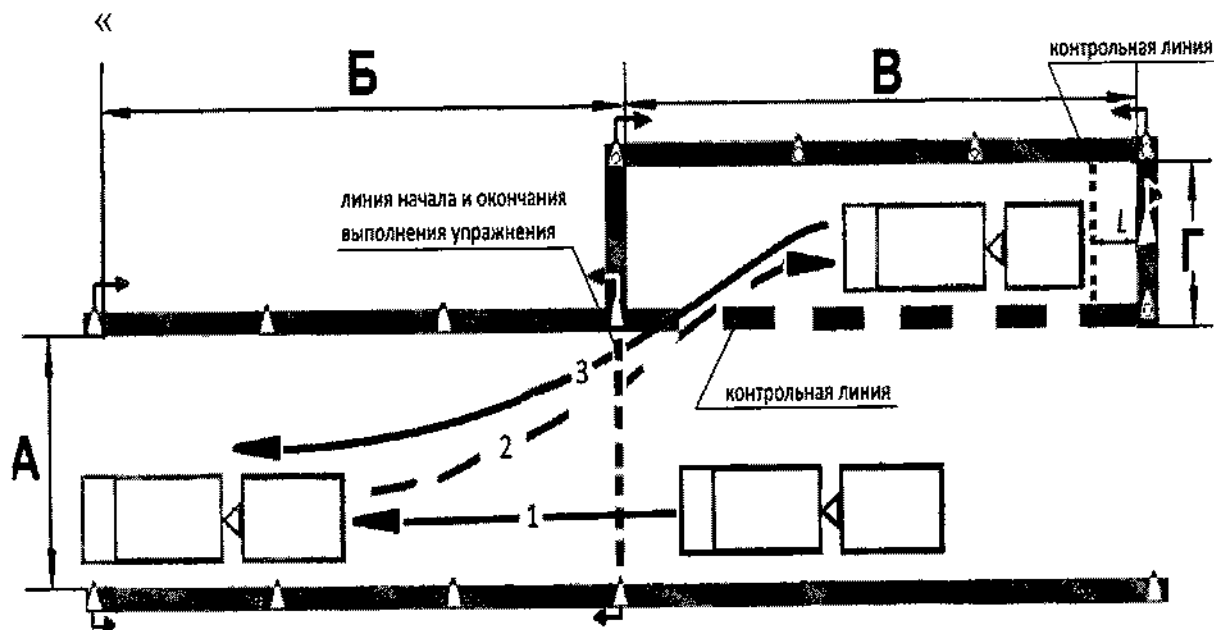 «
контрольная линия
Б
В
линия начала и окончания
выполнения упражнения
L
Г
3
контрольная линия
А
2
1